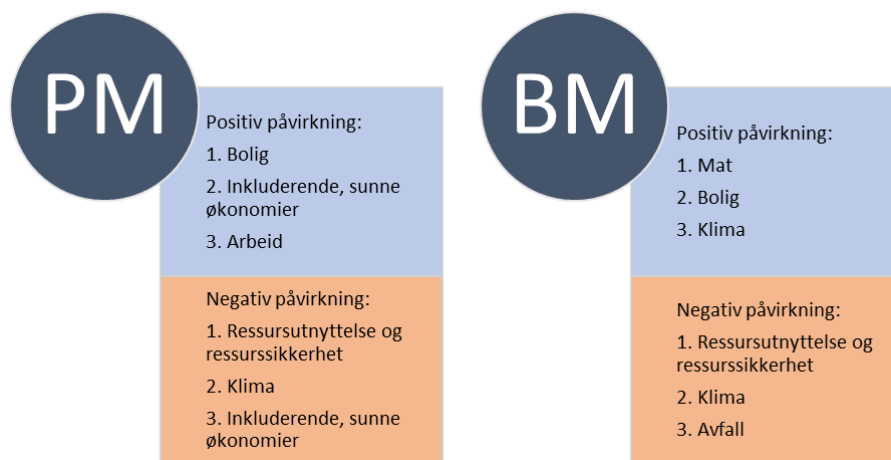 PM
Positiv påvirkning:
1. Bolig
2. Inkluderende, sunne
økonomier
3. Arbeid
Negativ påvirkning:
1. Ressursutnyttelse og
ressurssikkerhet
2. Klima
3. Inkluderende, sunne
økonomier
BM
Positiv påvirkning:
1. Mat
2. Bolig
3. Klima
Negativ påvirkning:
1. Ressursutnyttelse og
ressurssikkerhet
2. Klima
3. Avfall